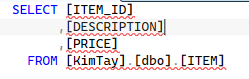 SELECT [ITEM_ID]
,[DESCRIPTION]
,[PRICE]
FROM [KimTay].[dbo].[ITEM]